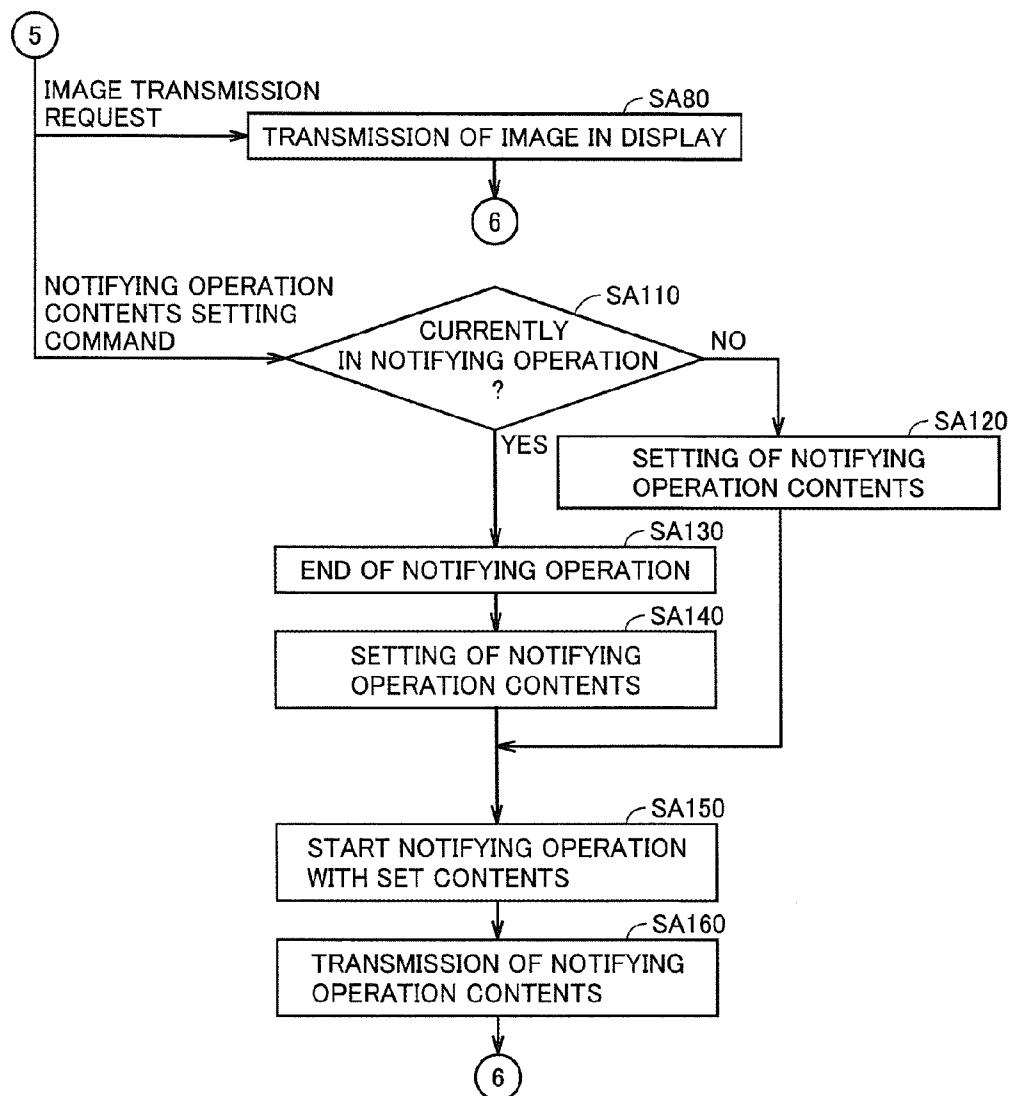 5
IMAGE TRANSMISSION
REQUEST
SA80
TRANSMISSION OF IMAGE IN DISPLAY
6
NOTIFYING OPERATION
CONTENTS SETTING
COMMAND
SA110
CURRENTLY
IN NOTIFYING OPERATION
?
NO
YES
SA120
SETTING OF NOTIFYING
OPERATION CONTENTS
SA130
END OF NOTIFYING OPERATION
SA140
SETTING OF NOTIFYING
OPERATION CONTENTS
SA150
START NOTIFYING OPERATION
WITH SET CONTENTS
SA160
TRANSMISSION OF NOTIFYING
OPERATION CONTENTS
6